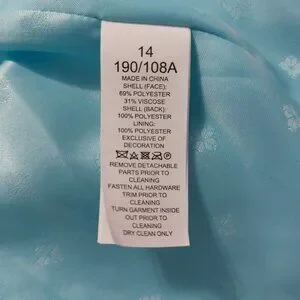 14
190/108A
MADE IN CHINA
SHELL (FACE):
69% POLYESTER
31% VISCOSE
SHELL (BACK):
100% POLYESTER
LINING:
100% POLYESTER
EXCLUSIVE OF
DECORATION
REMOVE DETACHABLE
PARTS PRIOR TO
CLEANING
FASTEN ALL HARDWARE
TRIM PRIOR TO
CLEANING
TURN GARMENT INSIDE
OUT PRIOR TO
CLEANING
DRY CLEAN ONLY